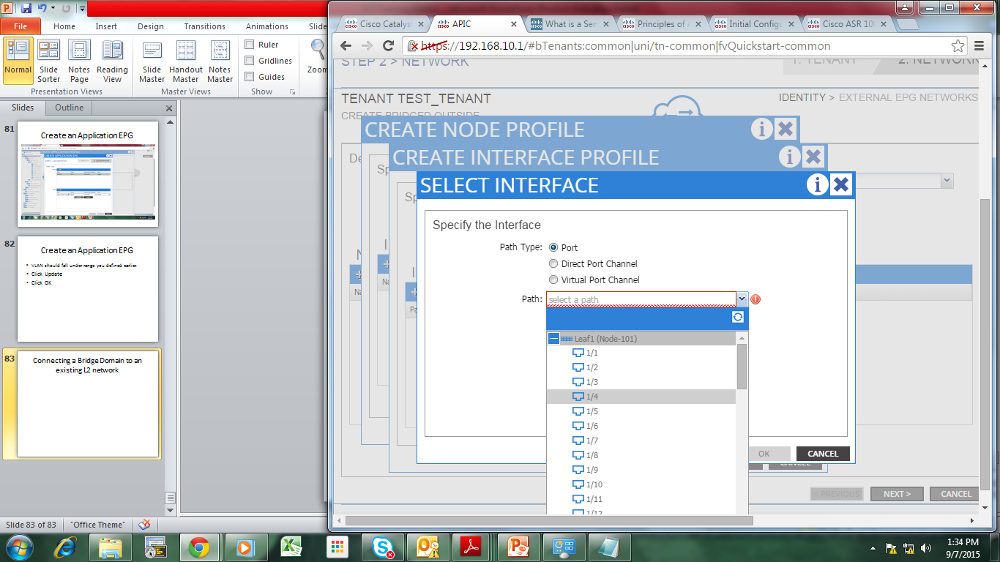 File
Home
Insert
Design
Transitions
Animations
Slide
Normal
Slide Sorter
Notes Page
Reading View
Presentation Views
Slide Master
Handout Master
Notes Master
Master Views
Ruler
Gridlines
Guides
Show
Zoom
Slides
Outline
81
Create an Application EPG
82
Create an Application EPG
• VLAN should fall under range you defined earlier
• Click Update
• Click OK
83
Connecting a Bridge Domain to an
existing L2 network
Slide 83 of 83
"Office Theme"
Cisco Catalys
APIC
What is a Ser
Principles of A
Initial Configu
Cisco ASR 10
https://192.168.10.1/#bTenants:common|uni/tn-common|fvQuickstart-common
STEP 2 > NETWORK
1. TENANT
2. NETWORK
TENANT TEST_TENANT
IDENTITY > EXTERNAL EPG NETWORKS
CREATE BRIDGED OUTSIDE
CREATE NODE PROFILE
CREATE INTERFACE PROFILE
SELECT INTERFACE
Specify the Interface
Path Type:
Port
Direct Port Channel
Virtual Port Channel
Path:
select a path
Leaf1 (Node-101)
1/1
1/2
1/3
1/4
1/5
1/6
1/7
1/8
1/9
1/10
1/11
1/12
OK
CANCEL
CANCEL
< PREVIOUS
NEXT >
CANCEL
1:34 PM
9/7/2015